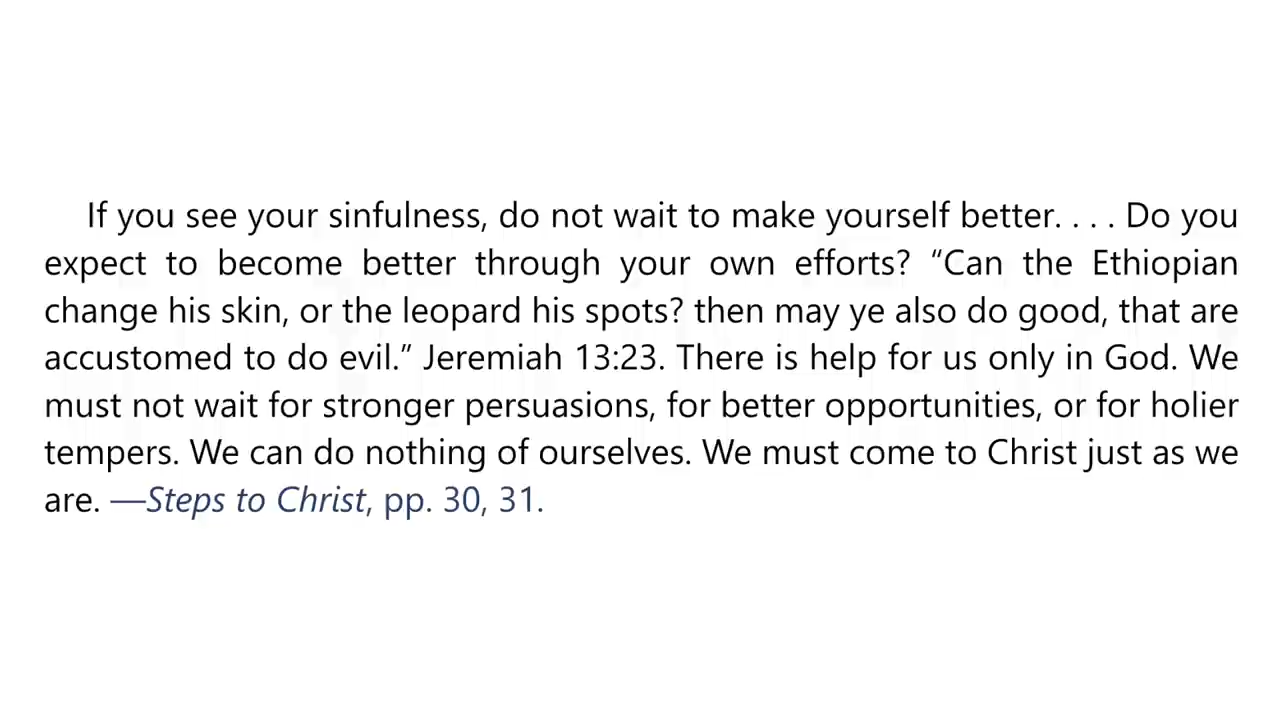 If you see your sinfulness, do not wait to make yourself better. . . . Do you
expect to become better through your own efforts? “Can the Ethiopian
change his skin, or the leopard his spots? then may ye also do good, that are
accustomed to do evil.” Jeremiah 13:23. There is help for us only in God. We
must not wait for stronger persuasions, for better opportunities, or for holier
tempers. We can do nothing of ourselves. We must come to Christ just as we
are. —Steps to Christ, pp. 30, 31.